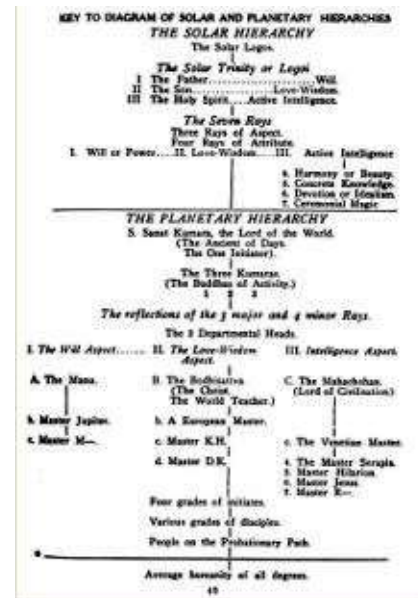 KEY TO DIAGRAM OF SOLAR AND PLANETARY HIERARCHIES
THE SOLAR HIERARCHY
The Solar Logos.
The Solar Trinity or Logoi
I The Father....................Will.
II The Son..............Love-Wisdom.
III The Holy Spirit....Active Intelligence.
The Seven Rays
Three Rays of Aspect.
Four Rays of Attribute.
I. Will or Power....II. Love-Wisdom....III. Active Intelligence
4. Harmony or Beauty.
5. Concrete Knowledge.
6. Devotion or Idealism.
7. Ceremonial Magic
THE PLANETARY HIERARCHY
S. Sanat Kumara, the Lord of the World.
(The Ancient of Days.
The One Initiator).
The Three Kumaras.
(The Buddhas of Activity.)
1 2 3
The reflections of the 3 major and 4 minor Rays.
The 3 Departmental Heads.
I. The Will Aspect...... II. The Love-Wisdom III. Intelligence Aspect.
Aspect.
A. The Manu. B. The Bodhisattva C. The Mahachohan.
(The Christ. (Lord of Civilisation.)
The World Teacher.)
b. Master Jupiter. b. A European Master.
c. Master M—. c. Master K.H. c. The Venetian Master.
d. Master D.K. 4. The Master Serapis.
5. Master Hilarion.
6. Master Jesus.
7. Master R—.
Four grades of initiates.
Various grades of disciples.
People on the Probationary Path.
Average humanity of all degrees.